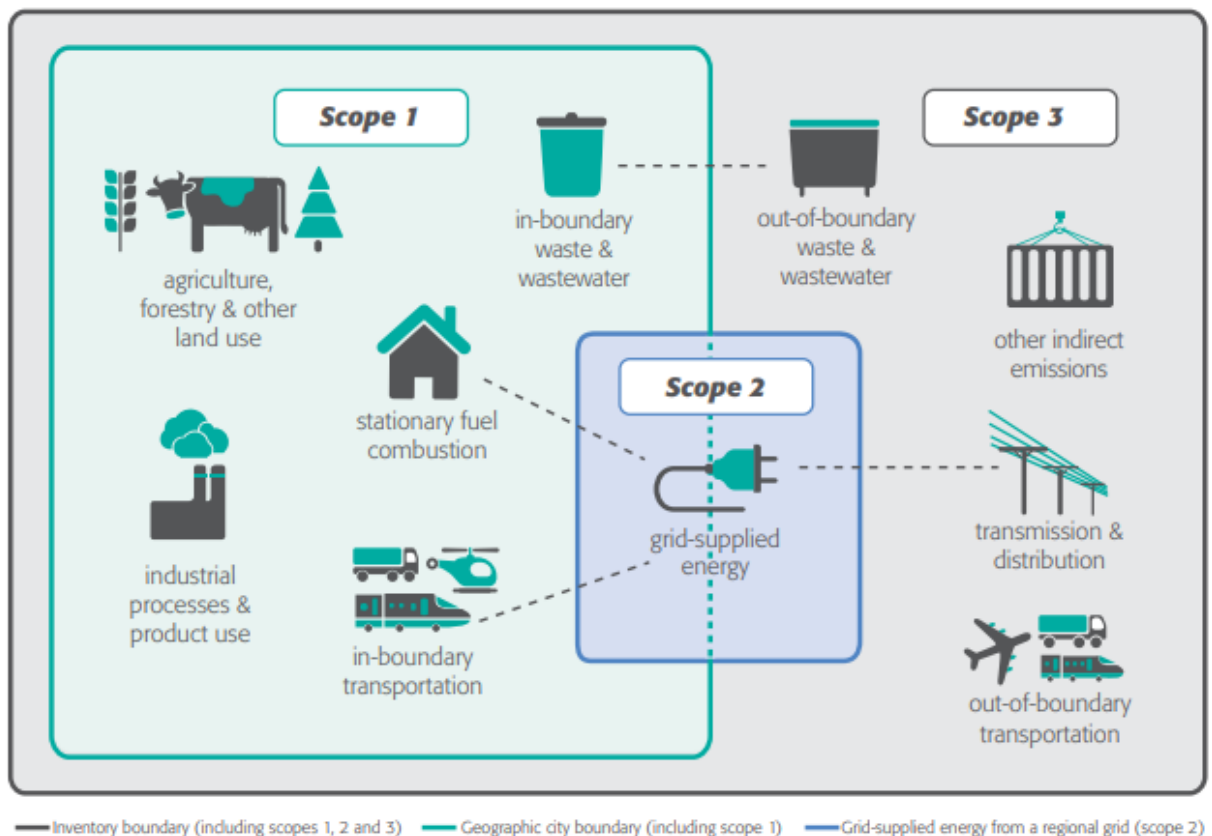 Scope 1
Scope 3
in-boundary
waste &
wastewater
out-of-boundary
waste &
wastewater
agriculture,
forestry & other
land use
other indirect
emissions
Scope 2
stationary fuel
combustion
grid-supplied
energy
transmission &
distribution
industrial
processes &
product use
in-boundary
transportation
out-of-boundary
transportation
Inventory boundary (including scopes 1, 2 and 3) Geographic city boundary (including scope 1) Grid-supplied energy from a regional grid (scope 2)